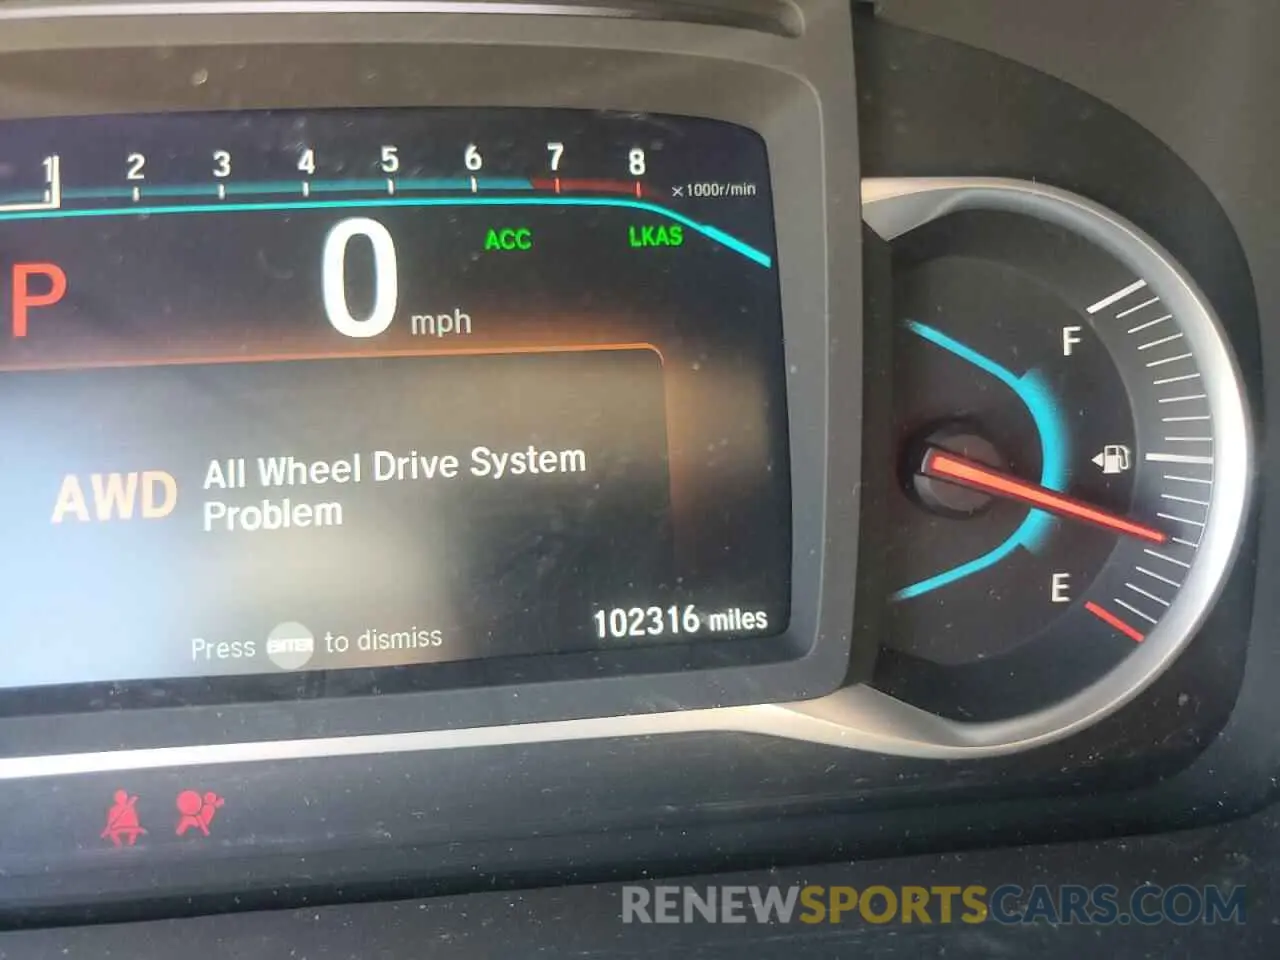 1 2 3 4 5 6 7 8
×1000r/min
P 0 mph ACC LKAS
AWD All Wheel Drive System
Problem
Press ENTER to dismiss
102316 miles
F
E
RENEWSPORTSCARS.COM